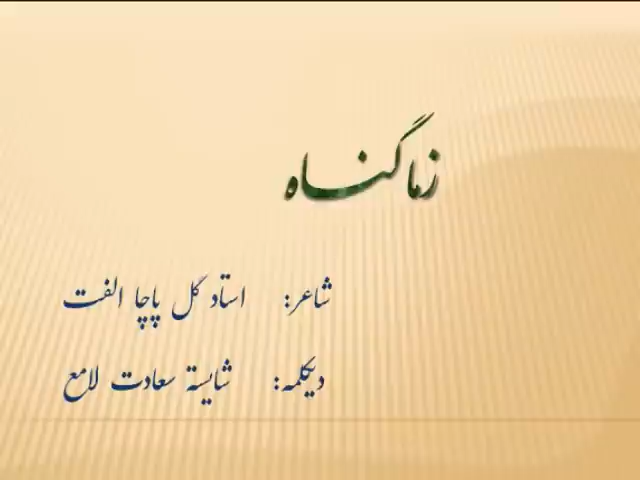 زما گناه
شاعر: استاد گل پاچا الفت
دیکلمه: شایسته سعادت لامع